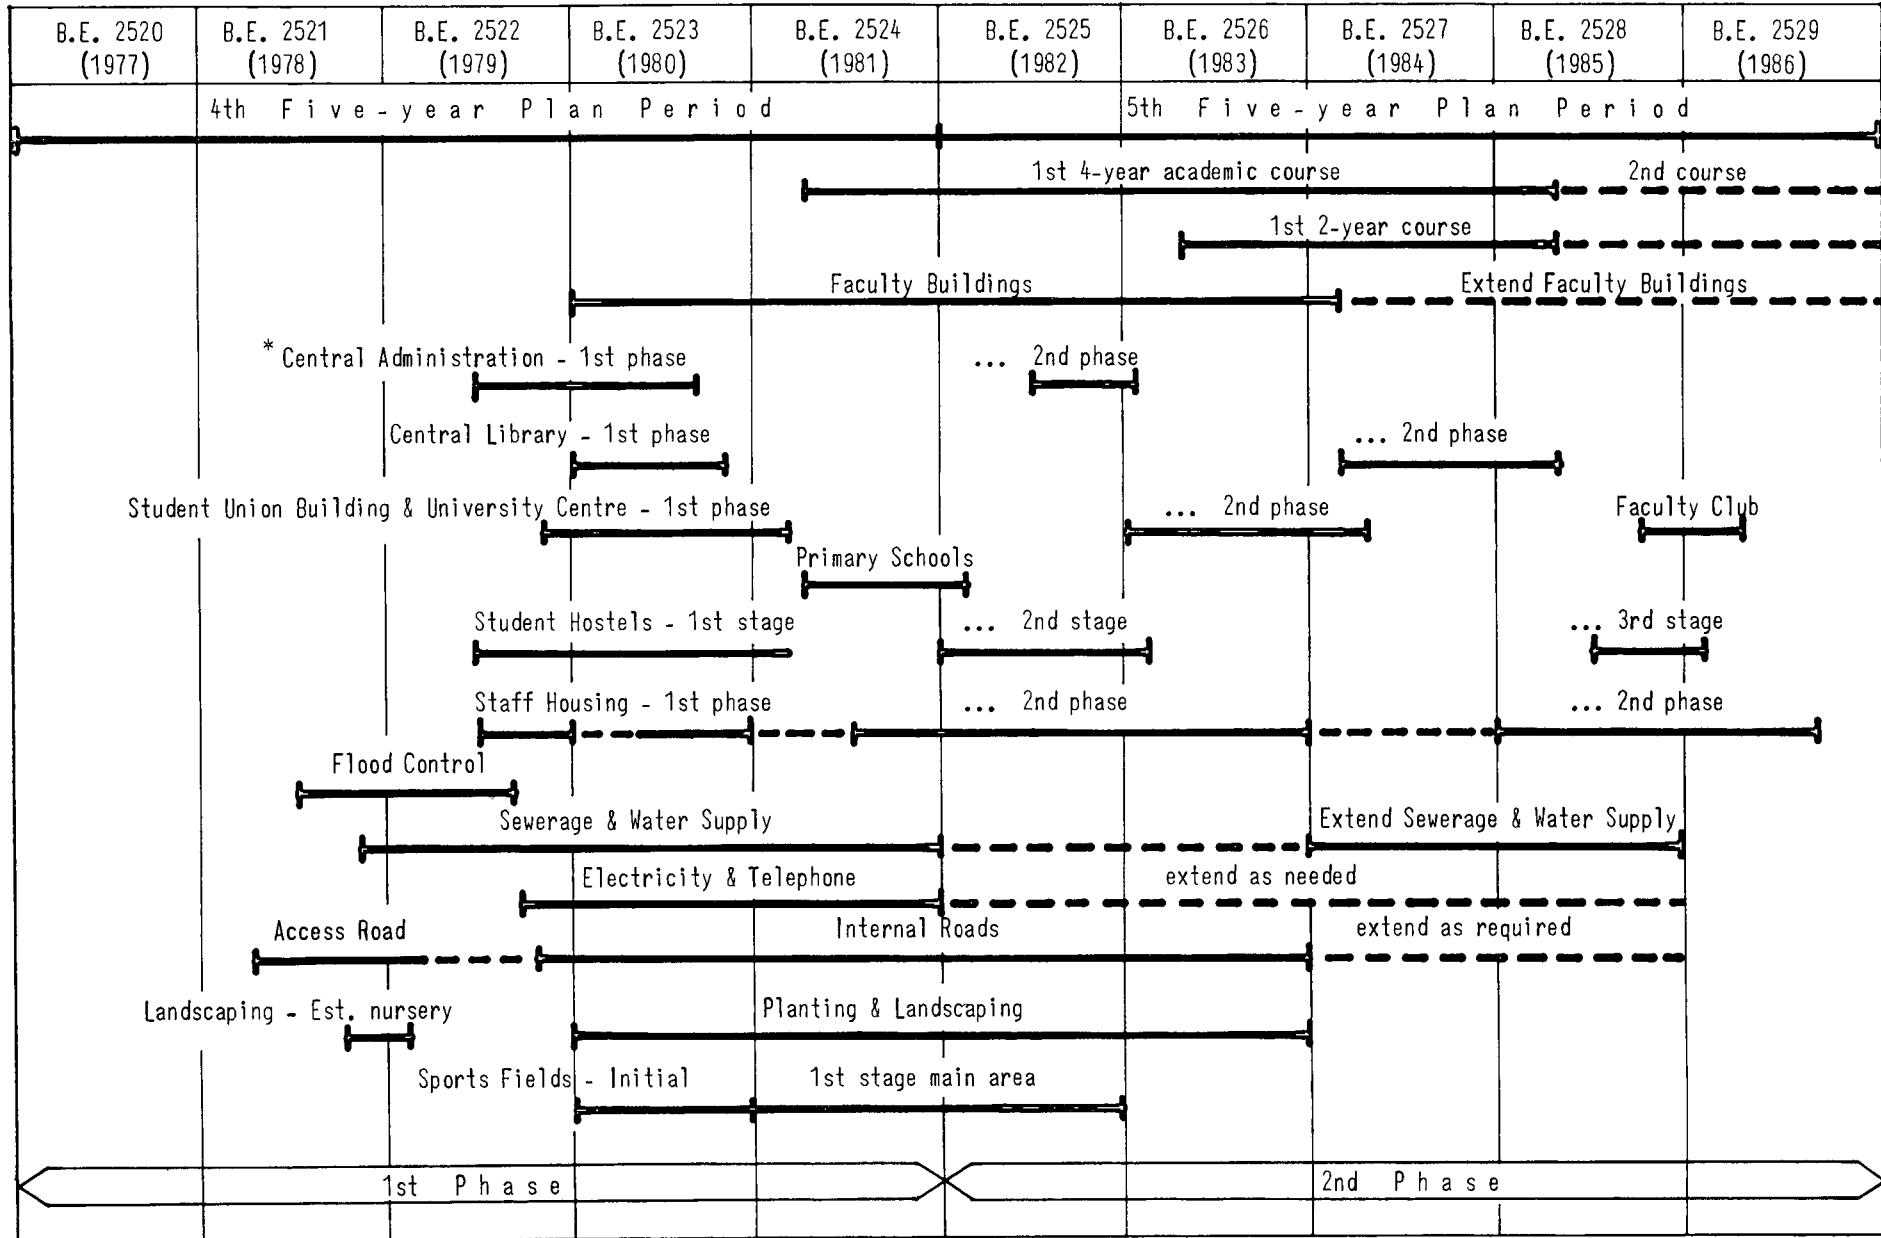 B.E. 2520 B.E. 2521 B.E. 2522 B.E. 2523 B.E. 2524 B.E. 2525 B.E. 2526 B.E. 2527 B.E. 2528 B.E. 2529
(1977) (1978) (1979) (1980) (1981) (1982) (1983) (1984) (1985) (1986)
4th Five-year Plan Period 5th Five-year Plan Period
1st 4-year academic course 2nd course
1st 2-year course
Faculty Buildings Extend Faculty Buildings
* Central Administration - 1st phase ... 2nd phase
Central Library - 1st phase ... 2nd phase
Student Union Building & University Centre - 1st phase ... 2nd phase Faculty Club
Primary Schools
Student Hostels - 1st stage ... 2nd stage ... 3rd stage
Staff Housing - 1st phase ... 2nd phase ... 2nd phase
Flood Control
Sewerage & Water Supply Extend Sewerage & Water Supply
Electricity & Telephone extend as needed
Access Road Internal Roads extend as required
Landscaping - Est. nursery Planting & Landscaping
Sports Fields - Initial 1st stage main area
1st Phase 2nd Phase